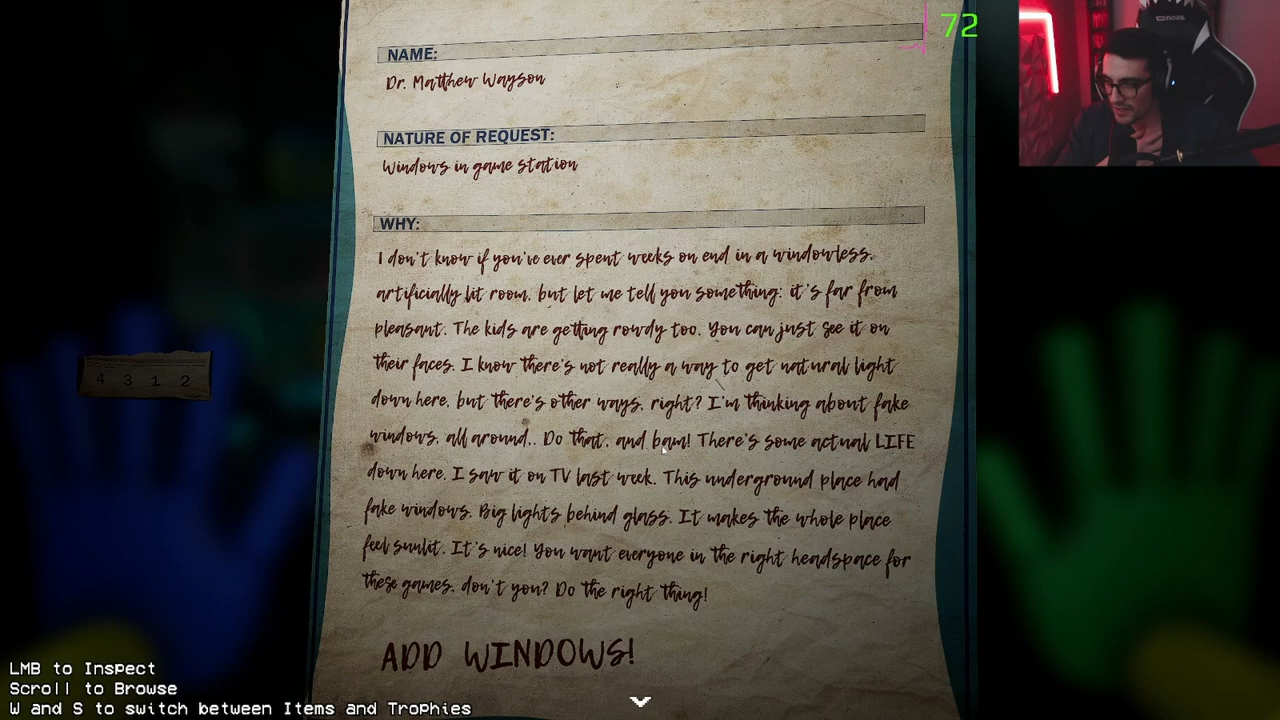 72
NAME:
Dr. Matthew Wayson
NATURE OF REQUEST:
Windows in game station
WHY:
I don't know if you've ever spent weeks on end in a windowless,
artificially lit room, but let me tell you something: it's far from
pleasant. The kids are getting rowdy too. You can just see it on
their faces. I know there's not really a way to get natural light
down here, but there's other ways, right? I'm thinking about fake
windows, all around.. Do that, and bam! There's some actual LIFE
down here. I saw it on TV last week. This underground place had
fake windows. Big lights behind glass. It makes the whole place
feel sunlit. It's nice! You want everyone in the right headspace for
these games, don't you? Do the right thing!
ADD WINDOWS!
4 3 1 2
LMB to Inspect
Scroll to Browse
W and S to switch between Items and Trophies